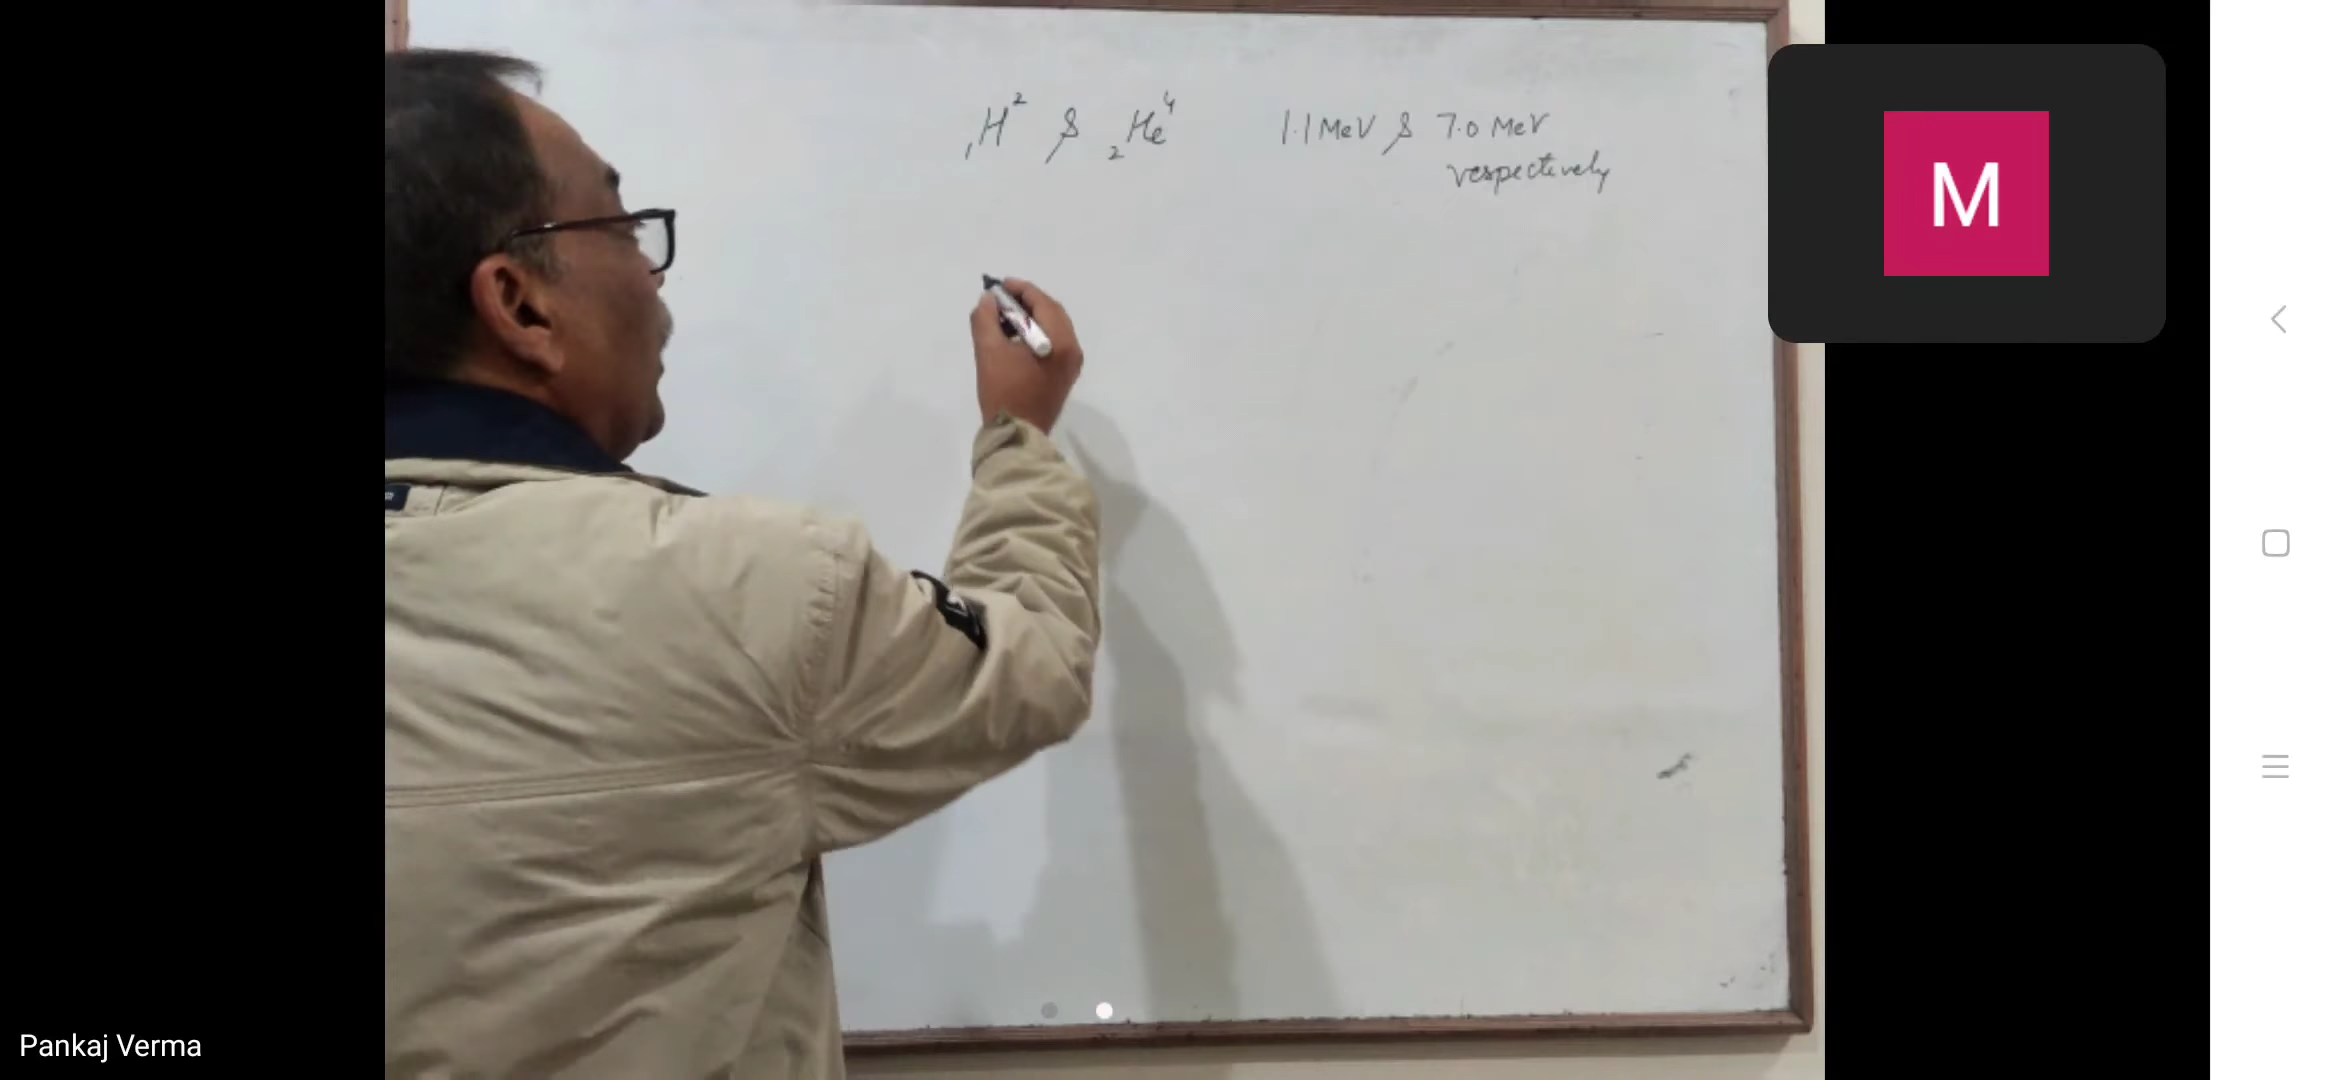 ₁H² & ₂He⁴ 1.1 MeV & 7.0 MeV
respectively
M
Pankaj Verma